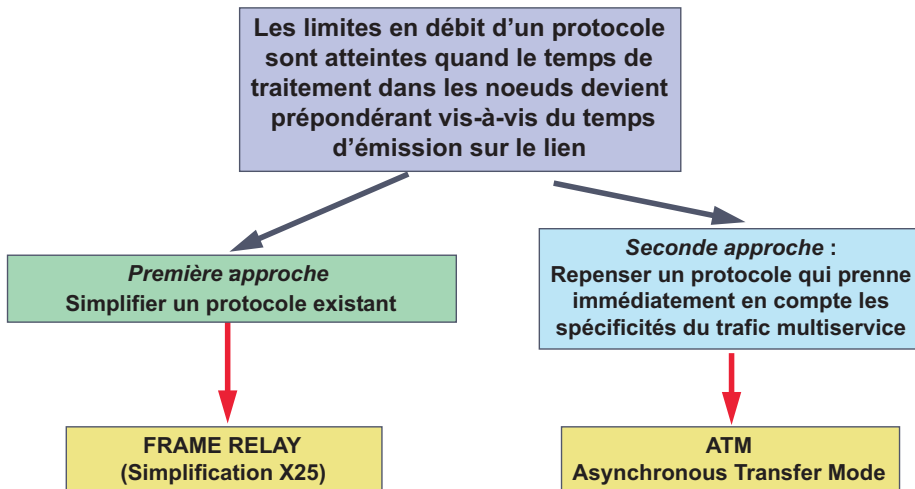 Les limites en débit d'un protocole
sont atteintes quand le temps de
traitement dans les noeuds devient
prépondérant vis-à-vis du temps
d'émission sur le lien
Première approche
Simplifier un protocole existant
Seconde approche :
Repenser un protocole qui prenne
immédiatement en compte les
spécificités du trafic multiservice
FRAME RELAY
(Simplification X25)
ATM
Asynchronous Transfer Mode